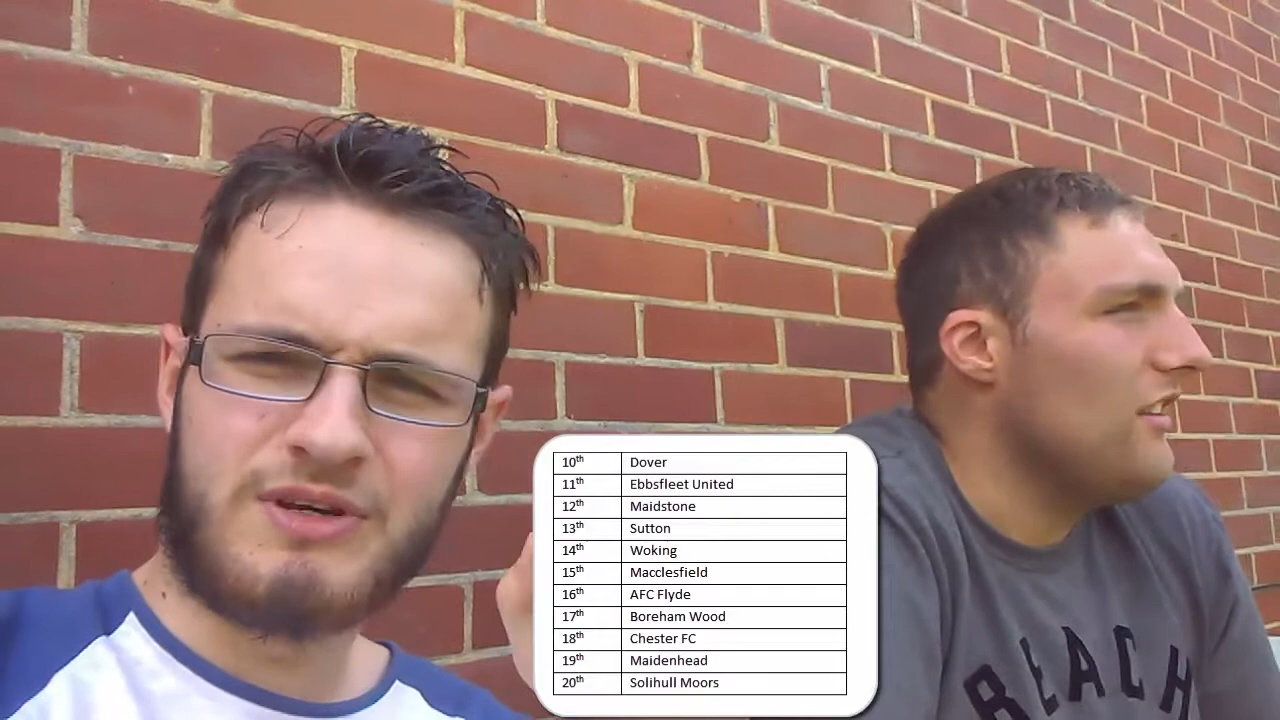 10th Dover
11th Ebbsfleet United
12th Maidstone
13th Sutton
14th Woking
15th Macclesfield
16th AFC Flyde
17th Boreham Wood
18th Chester FC
19th Maidenhead
20th Solihull Moors
BEACH